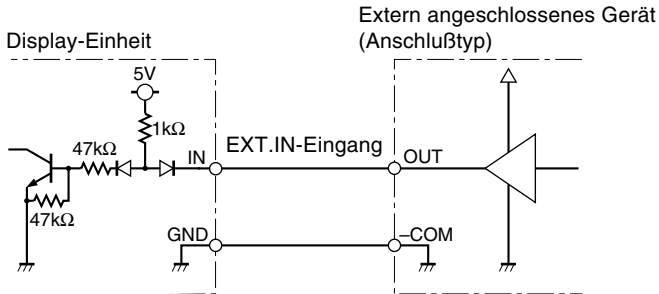 Display-Einheit
Extern angeschlossenes Gerät
(Anschlußtyp)
5V
1kΩ
47kΩ
IN
EXT.IN-Eingang
OUT
47kΩ
GND
–COM